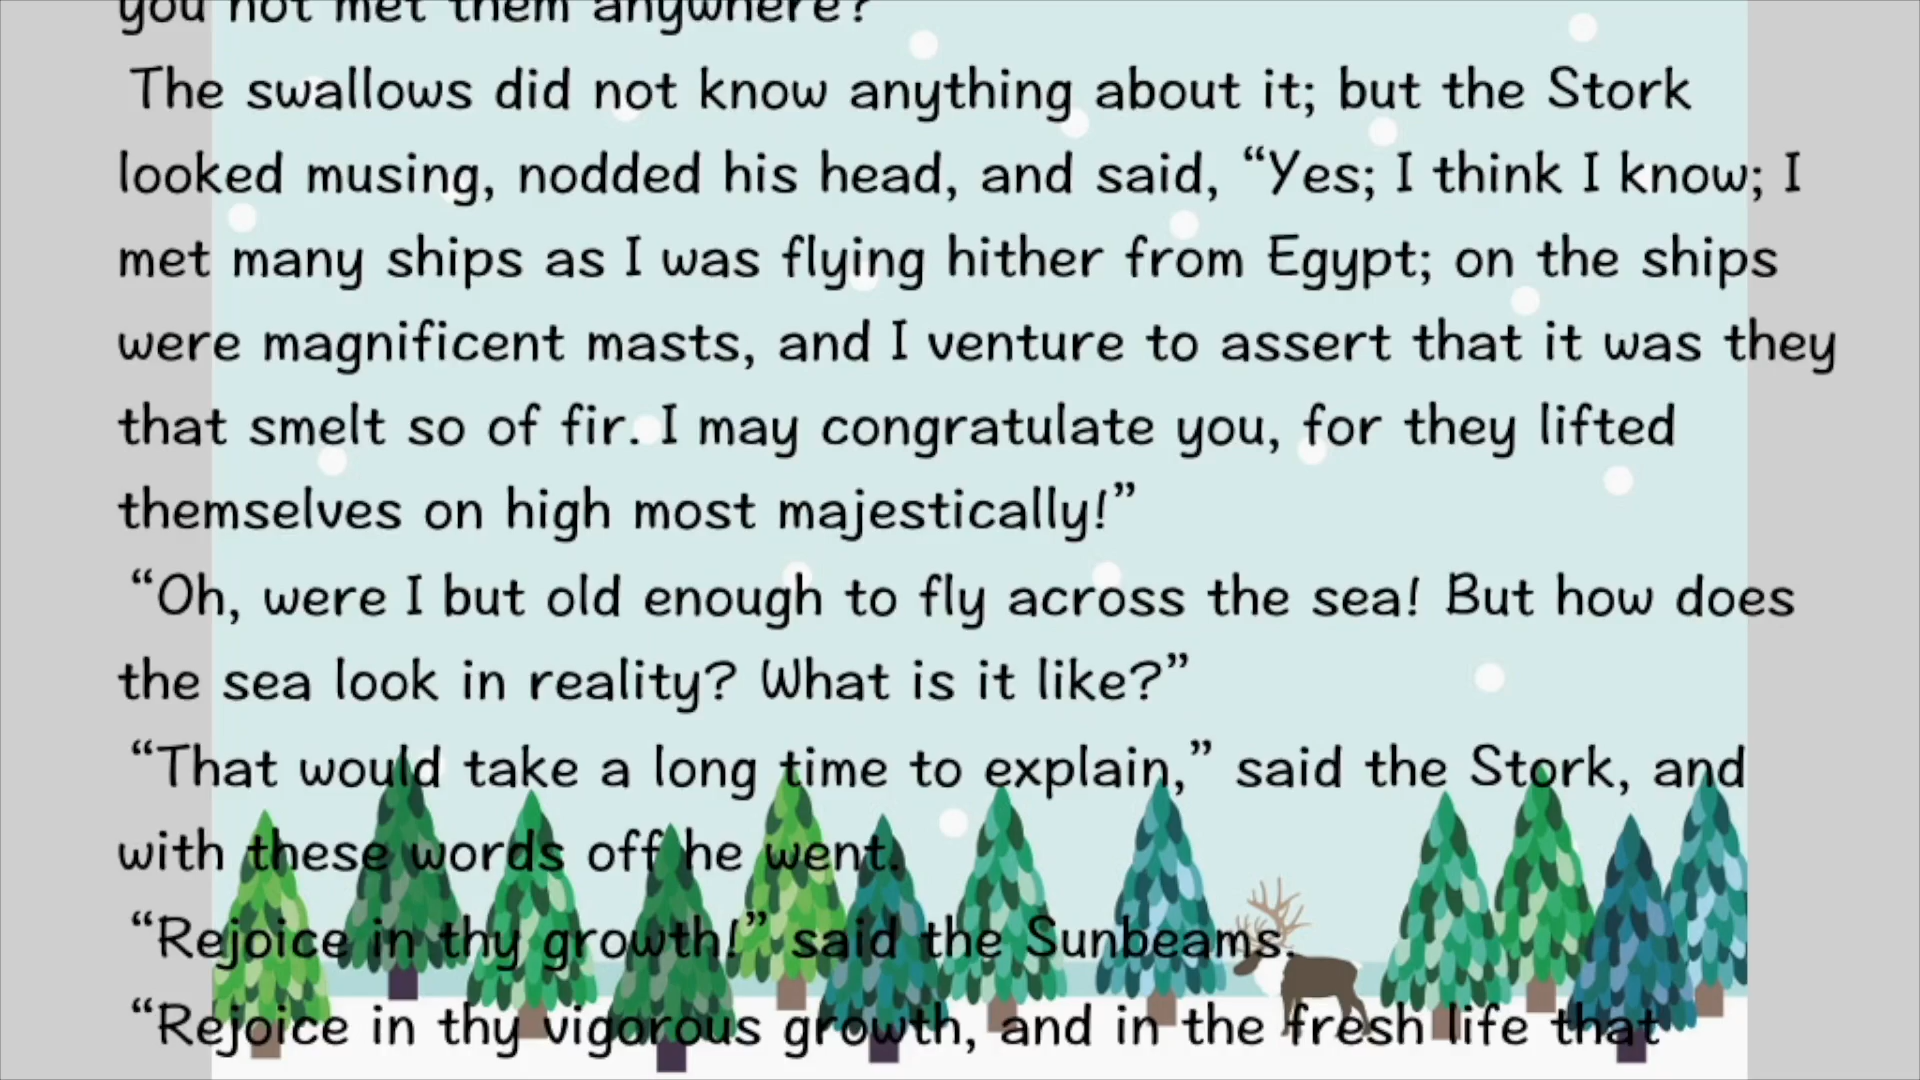 you not met them anywhere?
The swallows did not know anything about it; but the Stork
looked musing, nodded his head, and said, “Yes; I think I know; I
met many ships as I was flying hither from Egypt; on the ships
were magnificent masts, and I venture to assert that it was they
that smelt so of fir. I may congratulate you, for they lifted
themselves on high most majestically!”
“Oh, were I but old enough to fly across the sea! But how does
the sea look in reality? What is it like?”
“That would take a long time to explain,” said the Stork, and
with these words off he went.
“Rejoice in thy growth!” said the Sunbeams.
“Rejoice in thy vigorous growth, and in the fresh life that